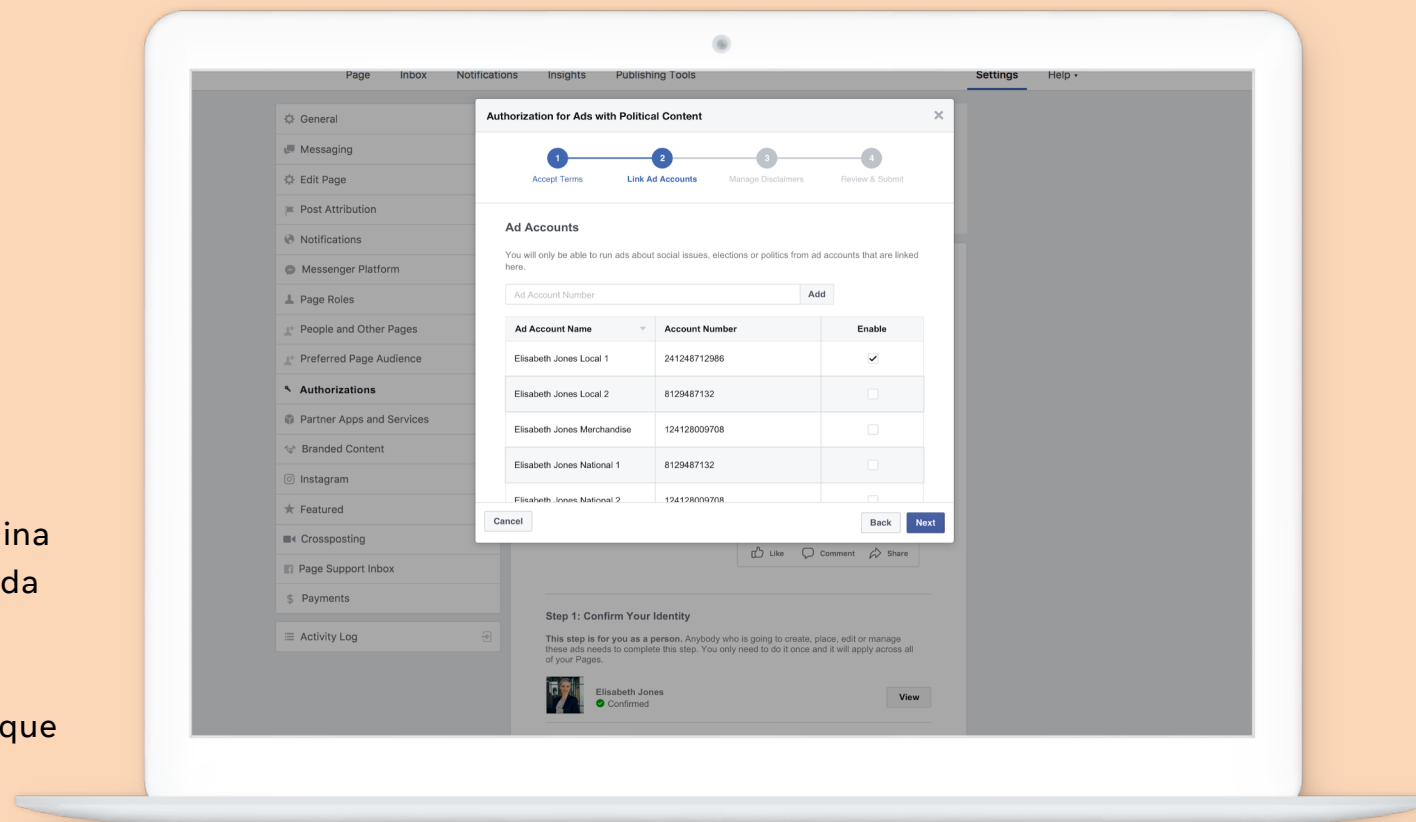 Page Inbox Notifications Insights Publishing Tools Settings Help
General
Messaging
Edit Page
Post Attribution
Notifications
Messenger Platform
Page Roles
People and Other Pages
Preferred Page Audience
Authorizations
Partner Apps and Services
Branded Content
Instagram
Featured
Crossposting
Page Support Inbox
$ Payments
Activity Log
ina
da
que
Authorization for Ads with Political Content
1 2 3 4
Accept Terms Link Ad Accounts Manage Disclaimers Review & Submit
Ad Accounts
You will only be able to run ads about social issues, elections or politics from ad accounts that are linked
here.
Ad Account Number Add
Ad Account Name Account Number Enable
Elisabeth Jones Local 1 241248712986
Elisabeth Jones Local 2 8129487132
Elisabeth Jones Merchandise 124128009708
Elisabeth Jones National 1 8129487132
Elisabeth Jones National 2 124128009708
Cancel Back Next
Like Comment Share
Step 1: Confirm Your Identity
This step is for you as a person. Anybody who is going to create, place, edit or manage
these ads needs to complete this step. You only need to do it once and it will apply across all
of your Pages.
Elisabeth Jones
Confirmed
View